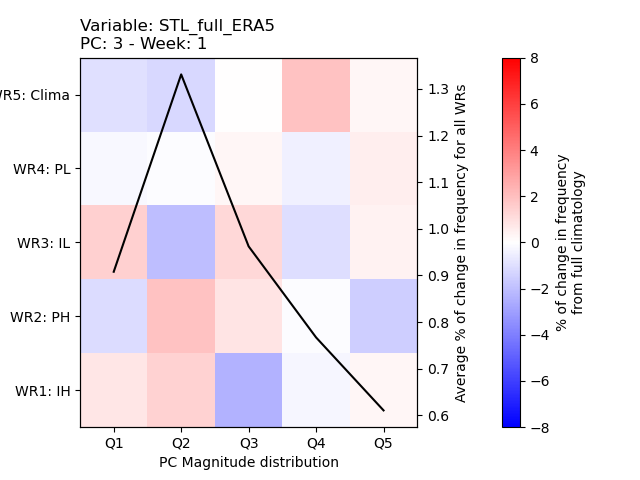 Variable: STL_full_ERA5
PC: 3 - Week: 1
WR5: Clima
WR4: PL
WR3: IL
WR2: PH
WR1: IH
Q1 Q2 Q3 Q4 Q5
PC Magnitude distribution
1.3
1.2
1.1
1.0
0.9
0.8
0.7
0.6
Average % of change in frequency for all WRs
8
6
4
2
0
−2
−4
−6
−8
% of change in frequency
from full climatology